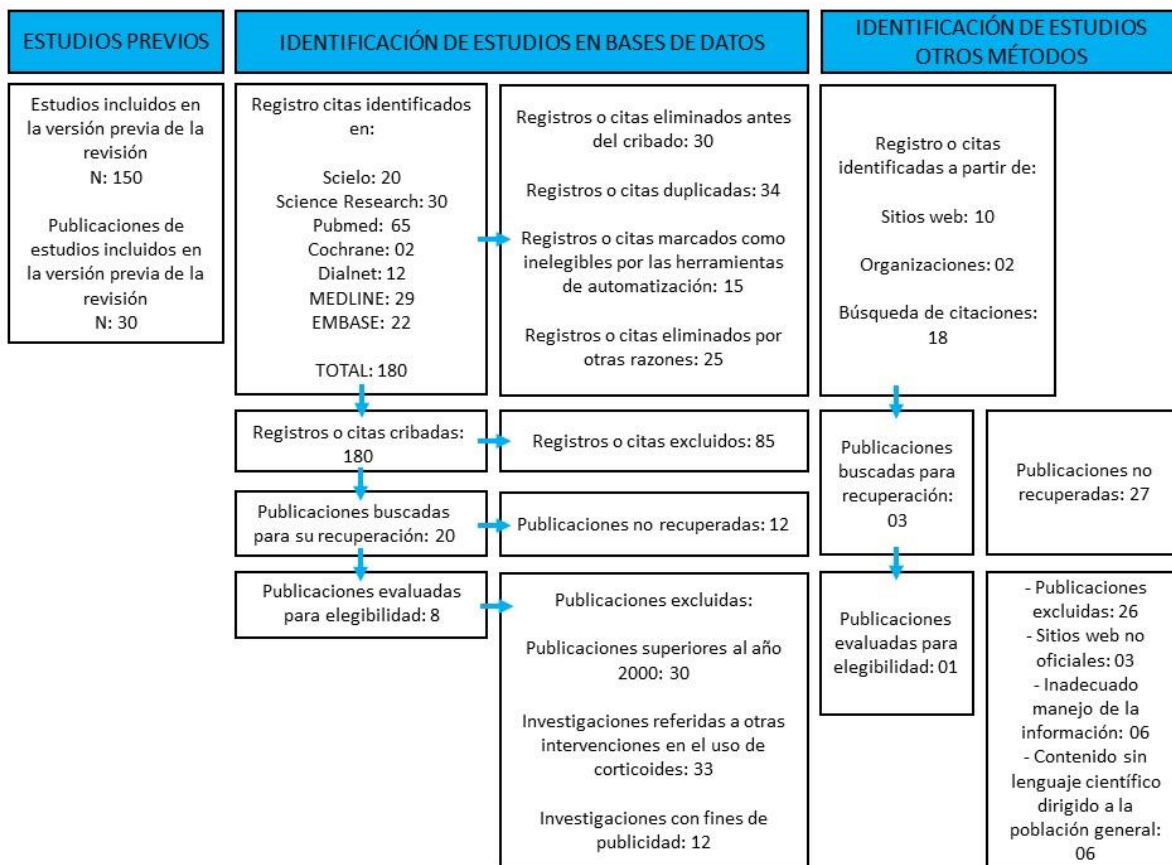 ESTUDIOS PREVIOS
IDENTIFICACIÓN DE ESTUDIOS EN BASES DE DATOS
IDENTIFICACIÓN DE ESTUDIOS
OTROS MÉTODOS
Estudios incluidos en
la versión previa de la
revisión
N: 150
Publicaciones de
estudios incluidos en
la versión previa de la
revisión
N: 30
Registro citas identificados
en:
Scielo: 20
Science Research: 30
Pubmed: 65
Cochrane: 02
Dialnet: 12
MEDLINE: 29
EMBASE: 22
TOTAL: 180
Registros o citas eliminados antes
del cribado: 30
Registros o citas duplicadas: 34
Registros o citas marcados como
inelegibles por las herramientas
de automatización: 15
Registros o citas eliminados por
otras razones: 25
Registro o citas
identificadas a partir de:
Sitios web: 10
Organizaciones: 02
Búsqueda de citaciones:
18
Registros o citas cribadas:
180
Registros o citas excluidos: 85
Publicaciones
buscadas para
recuperación:
03
Publicaciones no
recuperadas: 27
Publicaciones buscadas
para su recuperación: 20
Publicaciones no recuperadas: 12
Publicaciones evaluadas
para elegibilidad: 8
Publicaciones excluidas:
Publicaciones superiores al año
2000: 30
Investigaciones referidas a otras
intervenciones en el uso de
corticoides: 33
Investigaciones con fines de
publicidad: 12
Publicaciones
evaluadas para
elegibilidad: 01
- Publicaciones
excluidas: 26
- Sitios web no
oficiales: 03
- Inadecuado
manejo de la
información: 06
- Contenido sin
lenguaje científico
dirigido a la
población general:
06